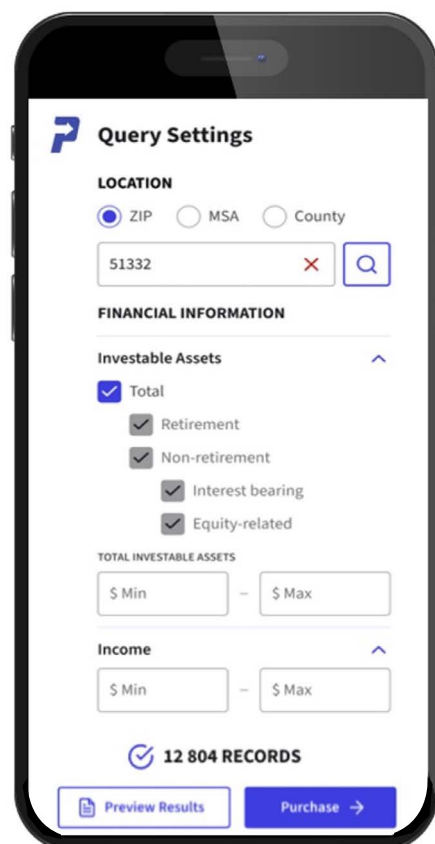 Query Settings
LOCATION
ZIP MSA County
51332
FINANCIAL INFORMATION
Investable Assets
Total
Retirement
Non-retirement
Interest bearing
Equity-related
TOTAL INVESTABLE ASSETS
$ Min – $ Max
Income
$ Min – $ Max
12 804 RECORDS
Preview Results Purchase →